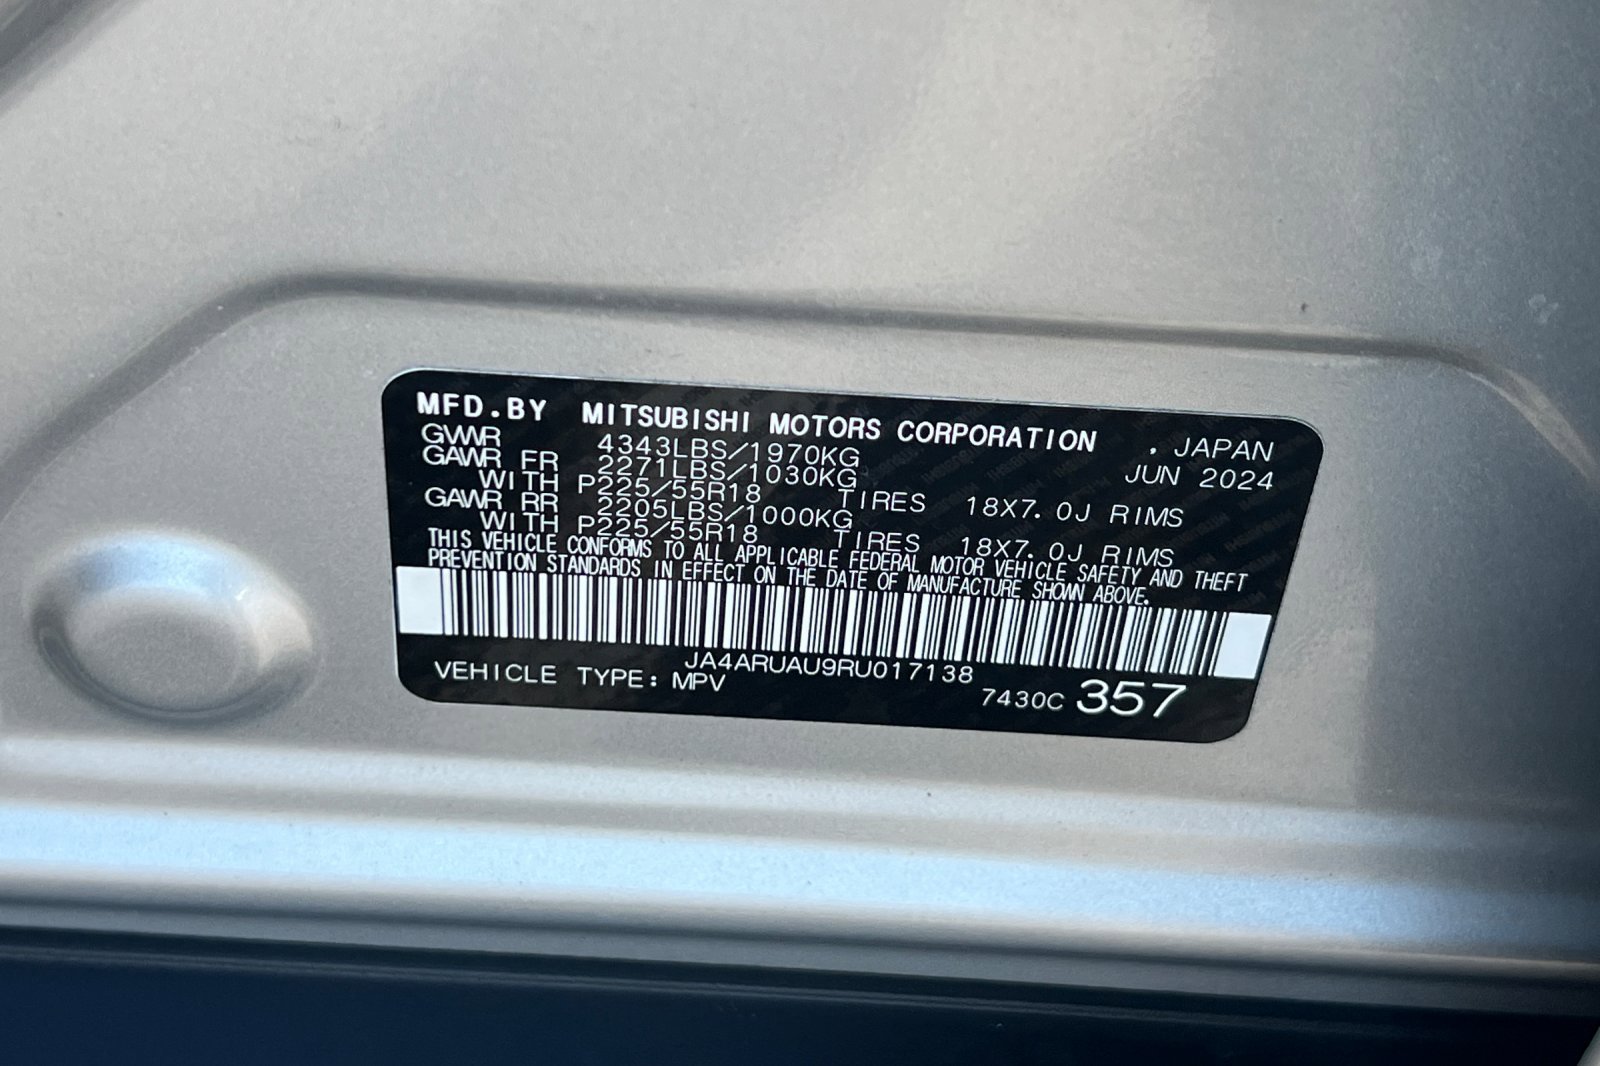 MFD.BY MITSUBISHI MOTORS CORPORATION , JAPAN
GVWR 4343LBS/1970KG JUN 2024
GAWR FR 2271LBS/1030KG
WITH P225/55R18 TIRES 18X7.0J RIMS
GAWR RR 2205LBS/1000KG
WITH P225/55R18 TIRES 18X7.0J RIMS
THIS VEHICLE CONFORMS TO ALL APPLICABLE FEDERAL MOTOR VEHICLE SAFETY AND THEFT
PREVENTION STANDARDS IN EFFECT ON THE DATE OF MANUFACTURE SHOWN ABOVE.
JA4ARUAU9RU017138
VEHICLE TYPE: MPV 7430C 357